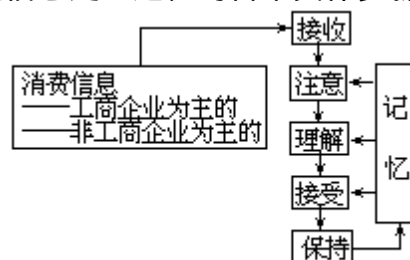 接收
消费信息
——工商企业为主的
——非工商企业为主的
注意
理解
接受
保持
记
忆